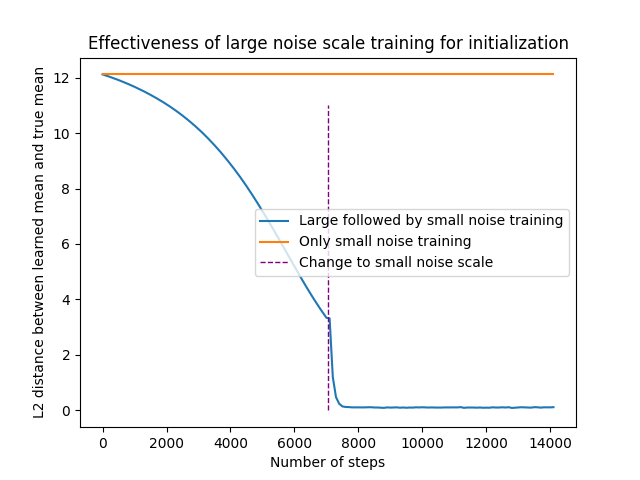 Effectiveness of large noise scale training for initialization
L2 distance between learned mean and true mean
12
10
8
6
4
2
0
Large followed by small noise training
Only small noise training
Change to small noise scale
0 2000 4000 6000 8000 10000 12000 14000
Number of steps